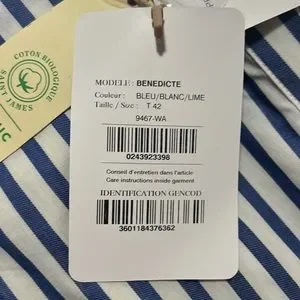 COTON BIOLOGIQUE
SAINT JAMES
MODELE : BENEDICTE
Couleur : BLEU/BLANC/LIME
Taille / Size : T 42
9467-WA
0243923398
Conseil d'entretien dans l'article
Care instructions inside garment
IDENTIFICATION GENCOD
3601184376362